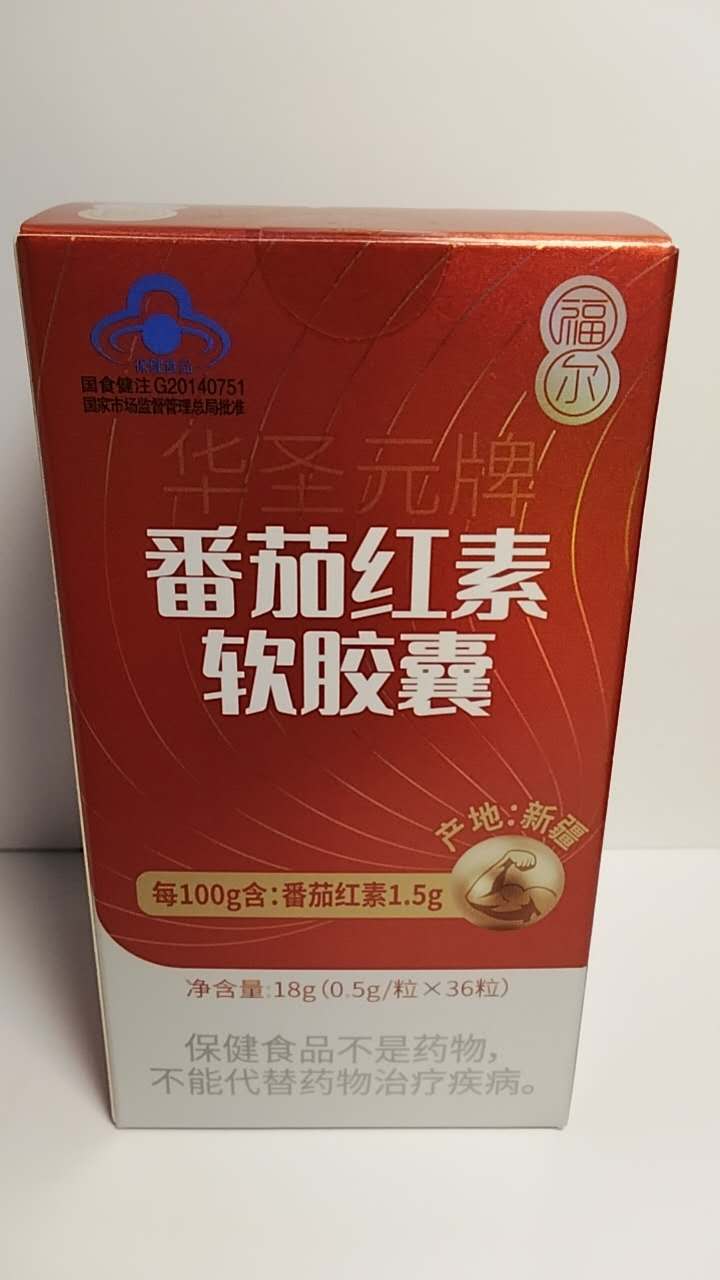 保健食品
国食健注G20140751
国家市场监督管理总局批准
福尔
华圣元牌
番茄红素
软胶囊
产地：新疆
每100g含：番茄红素1.5g
净含量：18g（0.5g/粒×36粒）
保健食品不是药物，
不能代替药物治疗疾病。